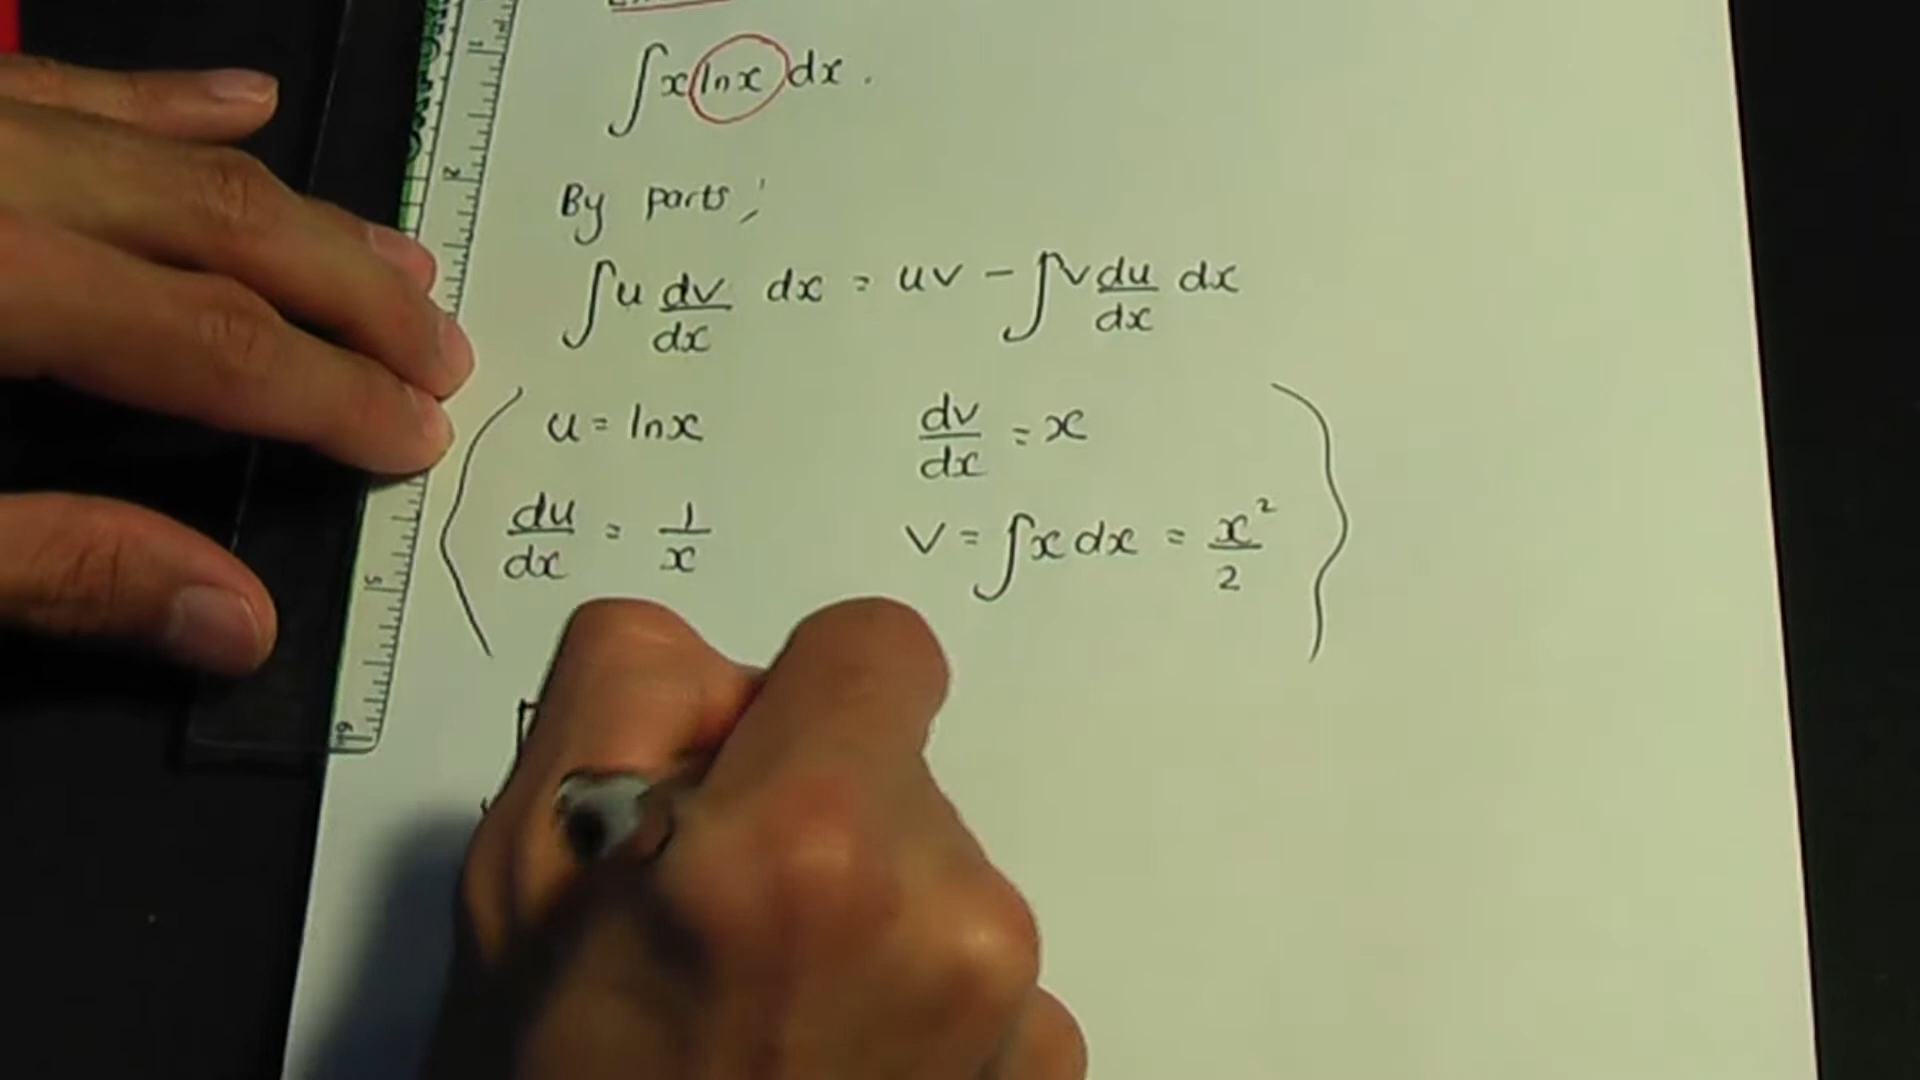 ∫ x ln x dx .
By parts;
∫ u dv/dx dx = uv − ∫ v du/dx dx
u = ln x    dv/dx = x
du/dx = 1/x    v = ∫ x dx = x²/2